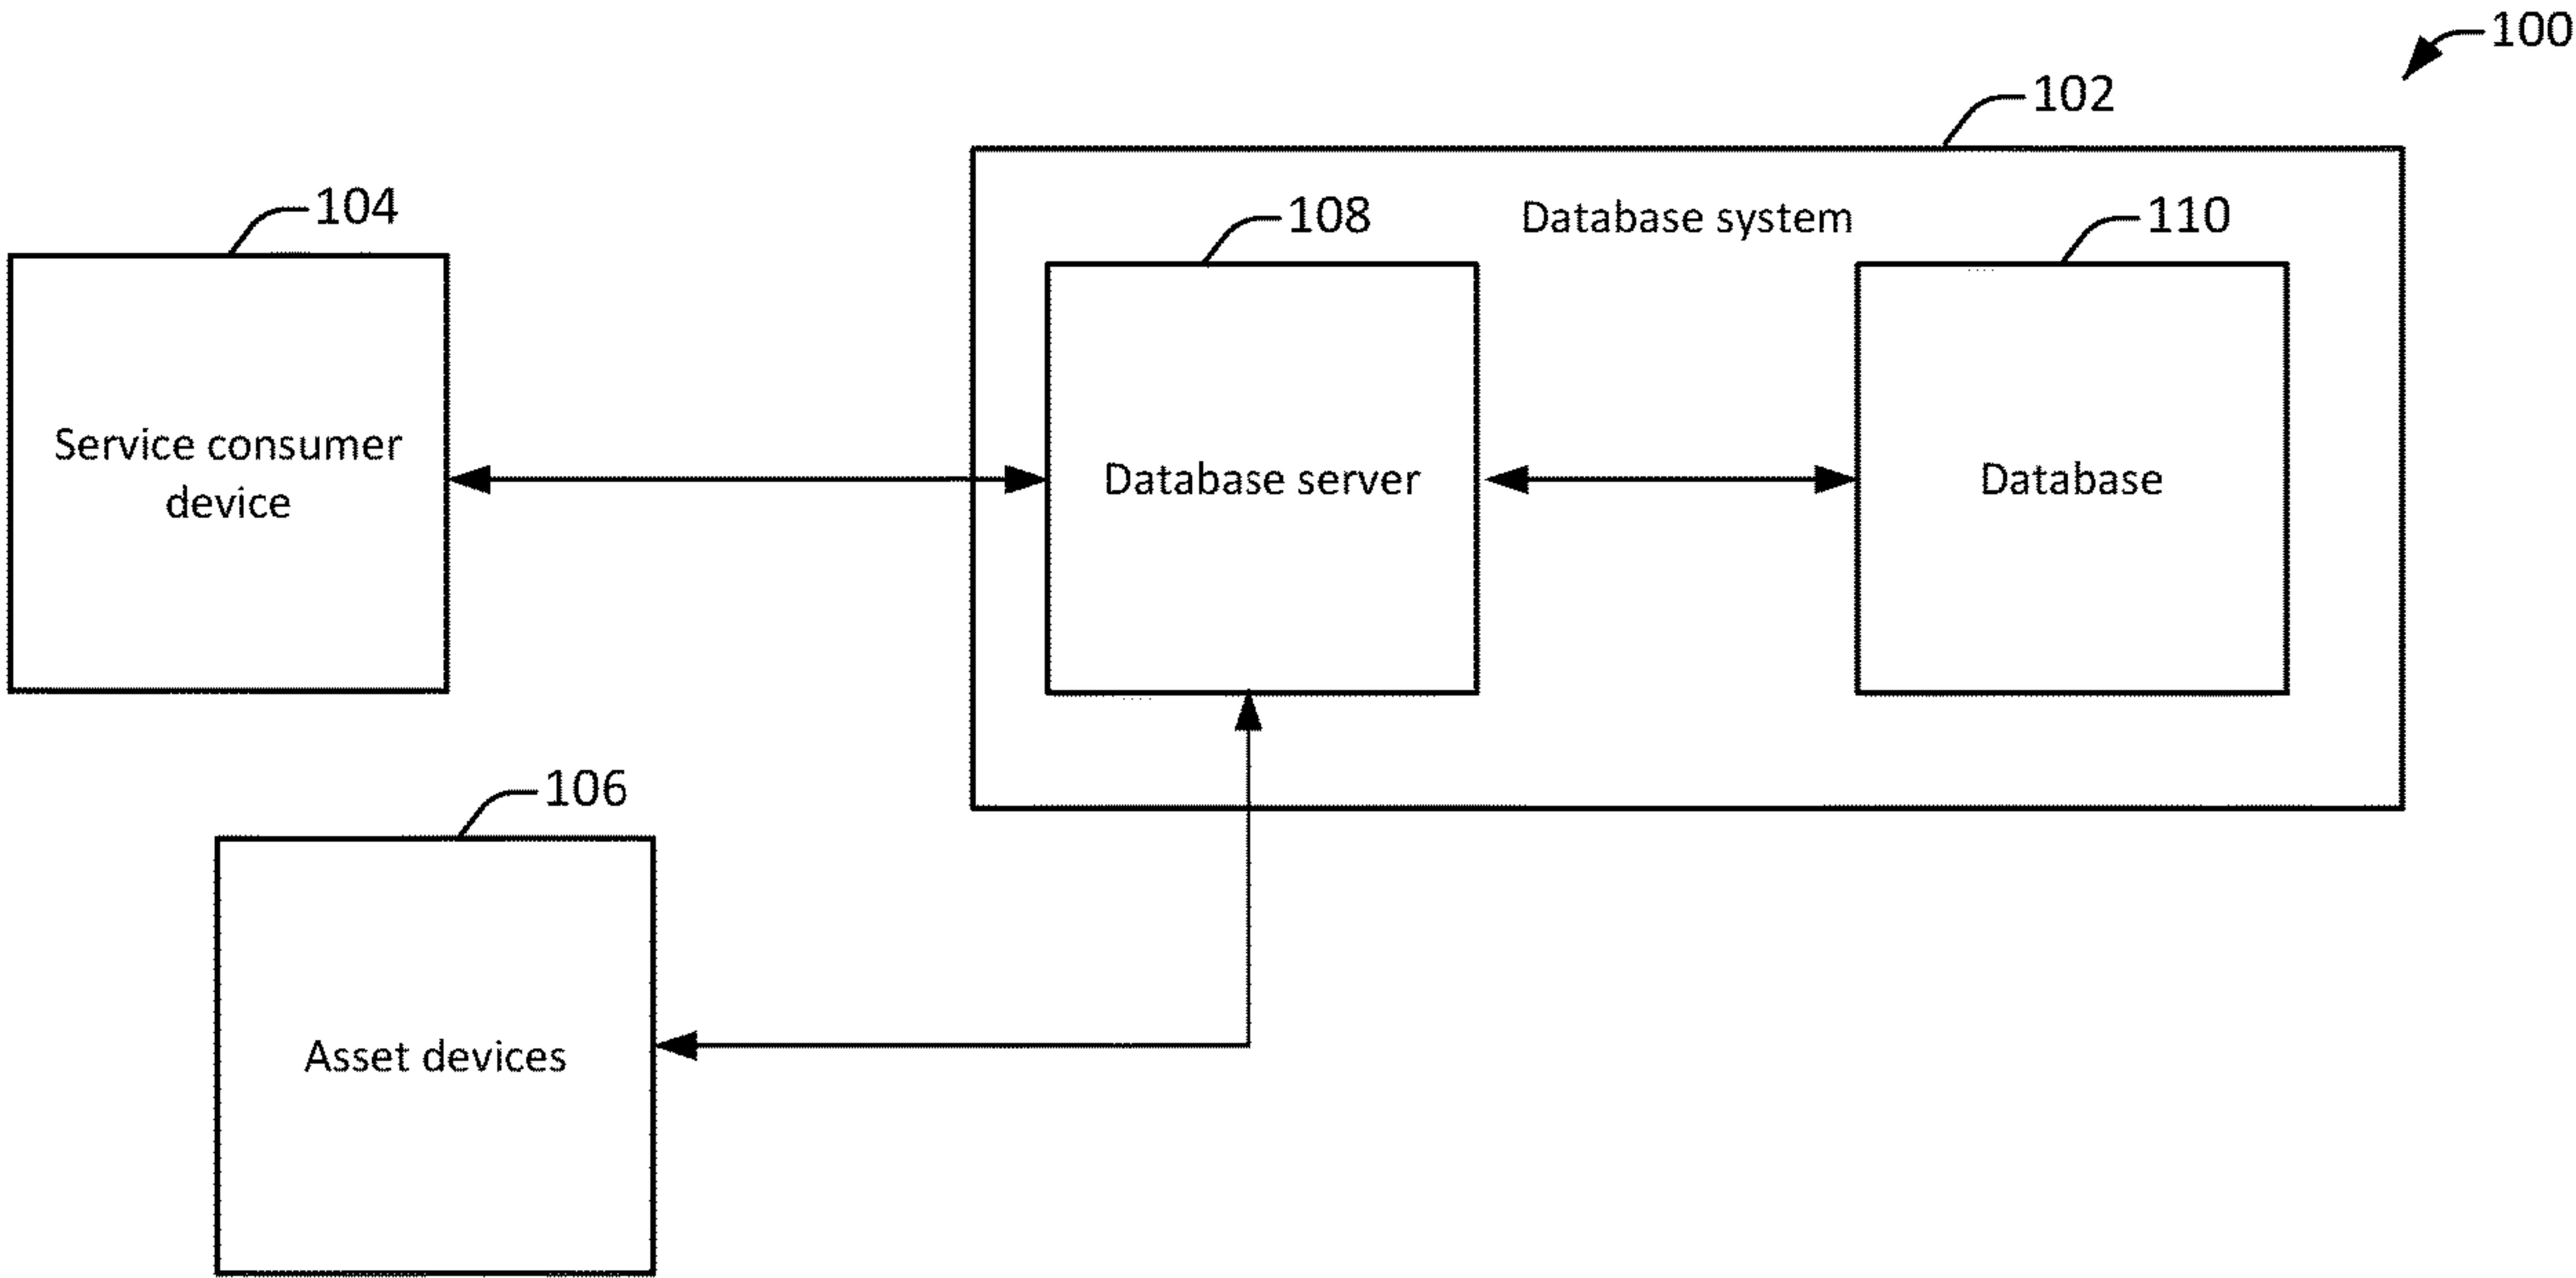 100
102
104
108
Database system
110
Service consumer
device
Database server
Database
106
Asset devices